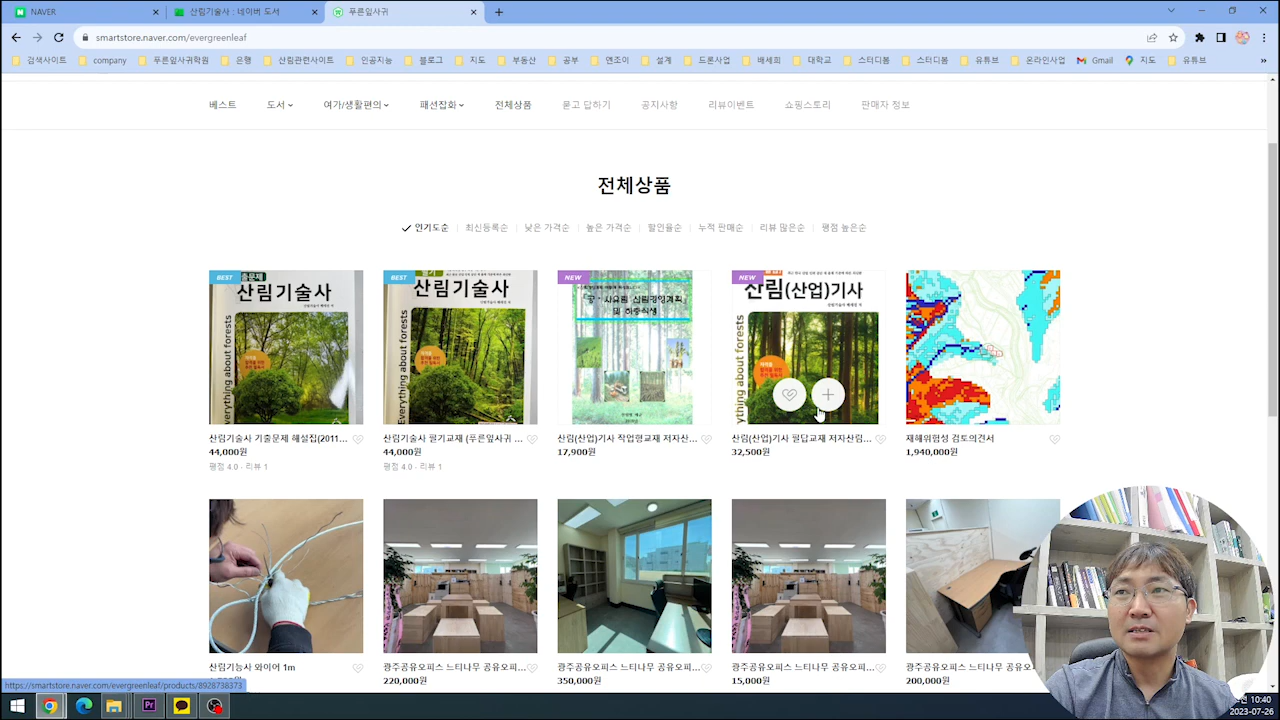 NAVER
산림기술사 : 네이버 도서
푸른잎사귀
smartstore.naver.com/evergreenleaf
검색사이트 company 푸른잎사귀학원 은행 산림관련사이트 인공지능 블로그 지도 부동산 공부 앤조이 설계 드론사업 배세희 대학교 스터디봄 스터디봄 유튜브 온라인사업 Gmail 지도 유튜브
베스트 도서 여가/생활편의 패션잡화 전체상품 묻고 답하기 공지사항 리뷰이벤트 쇼핑스토리 판매자 정보
전체상품
인기도순 최신등록순 낮은 가격순 높은 가격순 할인율순 누적 판매순 리뷰 많은순 평점 높은순
BEST
출문제
산림기술사
Everything about forests
BEST
산림기술사
Everything about forests
NEW
및 하층식생
NEW
산림(산업)기사
ything about forests
산림기술사 기출문제 해설집(2011...
44,000원
평점 4.0 · 리뷰 1
산림기술사 필기교재 (푸른잎사귀 ...
44,000원
평점 4.0 · 리뷰 1
산림(산업)기사 작업형교재 저자산...
17,900원
산림(산업)기사 필답교재 저자산림...
32,500원
재해위험성 검토의견서
1,940,000원
산림기능사 와이어 1m
광주공유오피스 느티나무 공유오피...
220,000원
광주공유오피스 느티나무 공유오피...
350,000원
광주공유오피스 느티나무 공유오피...
15,000원
광주공유오피스 느티나무 공유오피
200,000원
https://smartstore.naver.com/evergreenleaf/products/8928738373
10:40
2023-07-26